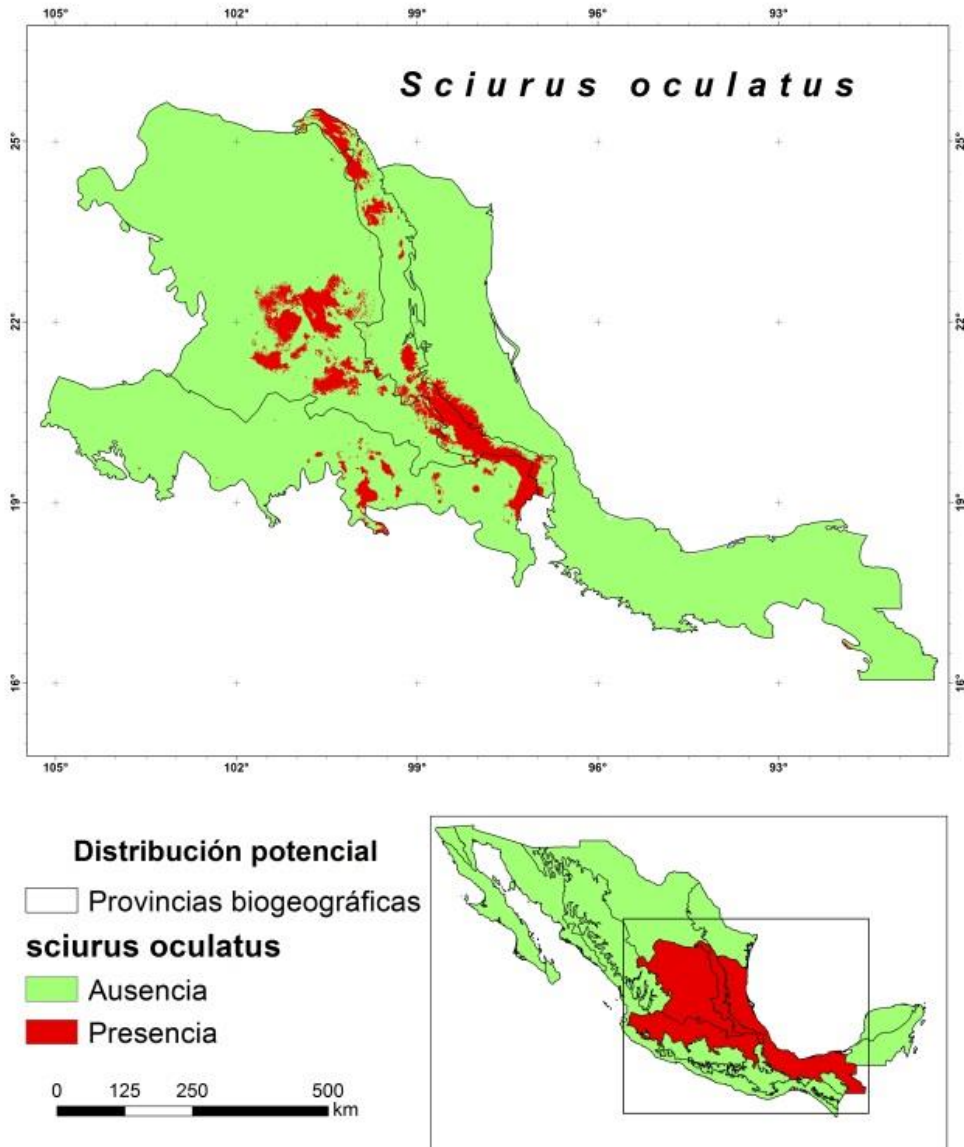 105° 102° 99° 96° 93°
Sciurus oculatus
25° 25°
22° 22°
19° 19°
16° 16°
105° 102° 99° 96° 93°
Distribución potencial
Provincias biogeográficas
sciurus oculatus
Ausencia
Presencia
0 125 250 500
km